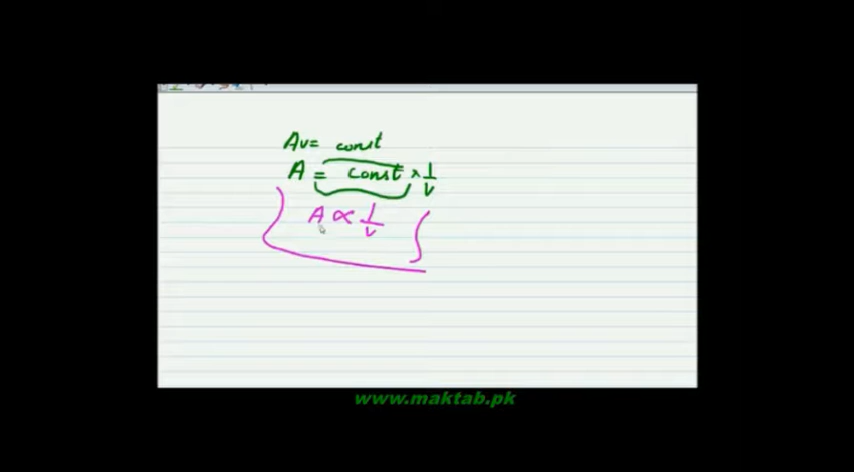 Av = const
A = const × 1/v
A ∝ 1/v
www.maktab.pk